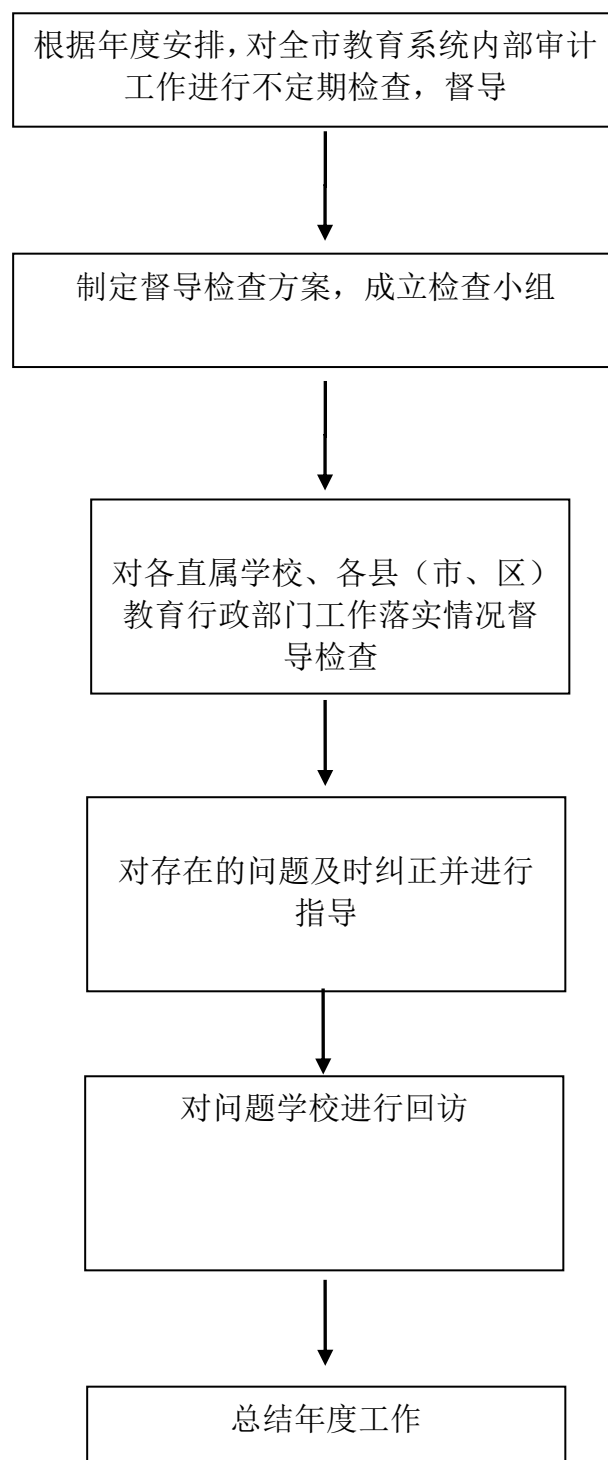 根据年度安排，对全市教育系统内部审计
工作进行不定期检查，督导
制定督导检查方案，成立检查小组
对各直属学校、各县（市、区）
教育行政部门工作落实情况督
导检查
对存在的问题及时纠正并进行
指导
对问题学校进行回访
总结年度工作